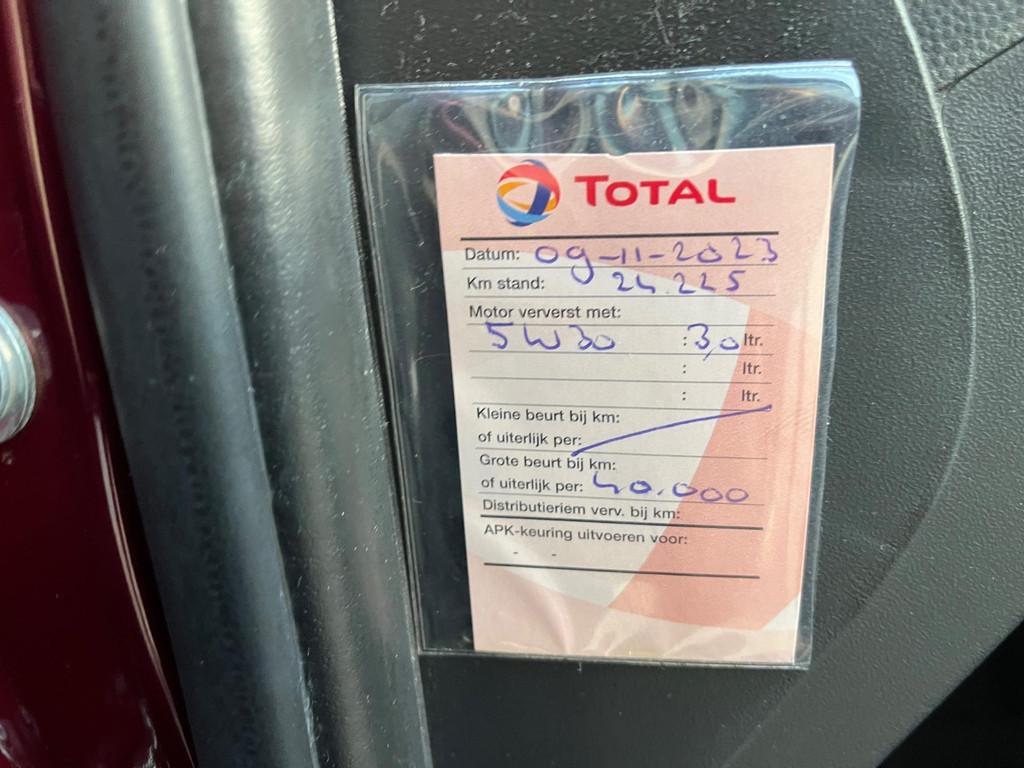 TOTAL
Datum: 09-11-2023
Km stand: 24.225
Motor ververst met:
5W30 : 3,0 ltr.
: ltr.
: ltr.
Kleine beurt bij km:
of uiterlijk per:
Grote beurt bij km:
of uiterlijk per: 40.000
Distributieriem verv. bij km:
APK-keuring uitvoeren voor:
- -